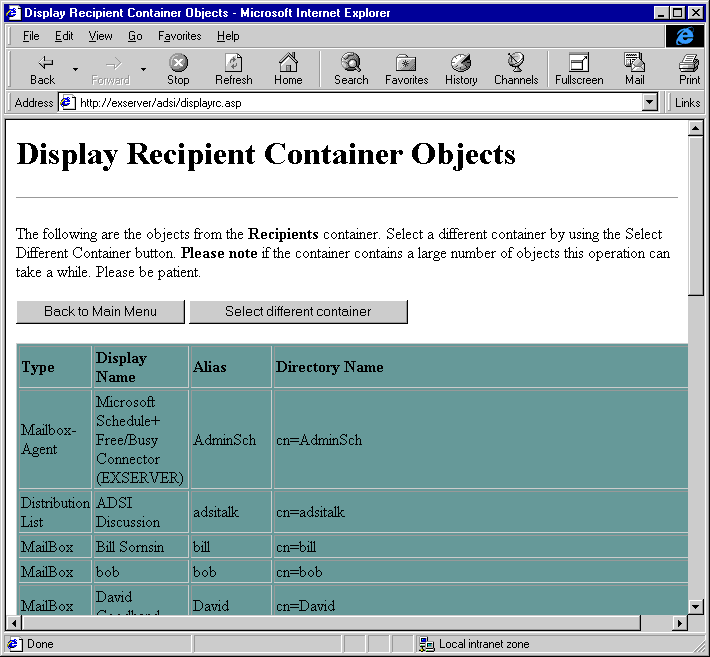 Display Recipient Container Objects - Microsoft Internet Explorer
File Edit View Go Favorites Help
Back Forward Stop Refresh Home Search Favorites History Channels Fullscreen Mail Print
Address http://exserver/adsi/displayrc.asp Links
Display Recipient Container Objects
The following are the objects from the Recipients container. Select a different container by using the Select
Different Container button. Please note if the container contains a large number of objects this operation can
take a while. Please be patient.
Back to Main Menu Select different container
Type Display Name Alias Directory Name
Mailbox-Agent Microsoft Schedule+ Free/Busy Connector (EXSERVER) AdminSch cn=AdminSch
Distribution List ADSI Discussion adsitalk cn=adsitalk
MailBox Bill Sornsin bill cn=bill
MailBox bob bob cn=bob
MailBox David David cn=David
Done Local intranet zone